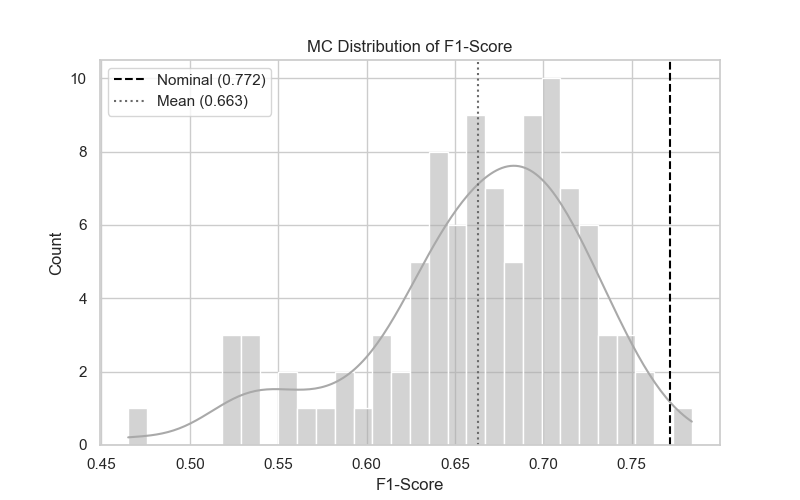 MC Distribution of F1-Score
Nominal (0.772)
Mean (0.663)
10
8
6
4
2
0
Count
0.45 0.50 0.55 0.60 0.65 0.70 0.75
F1-Score